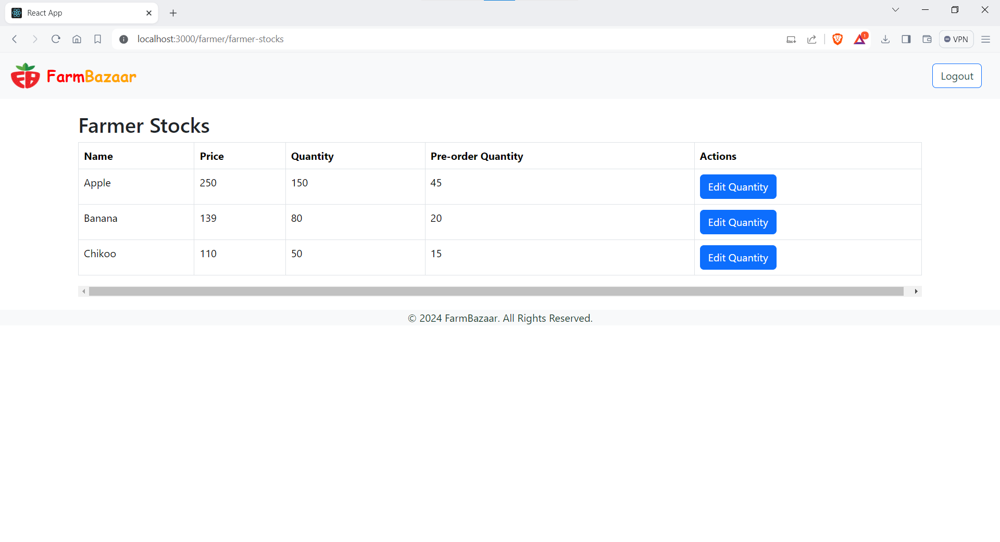 React App
localhost:3000/farmer/farmer-stocks
1
VPN
FarmBazaar
Logout
Farmer Stocks
Name Price Quantity Pre-order Quantity Actions
Apple 250 150 45 Edit Quantity
Banana 139 80 20 Edit Quantity
Chikoo 110 50 15 Edit Quantity
© 2024 FarmBazaar. All Rights Reserved.